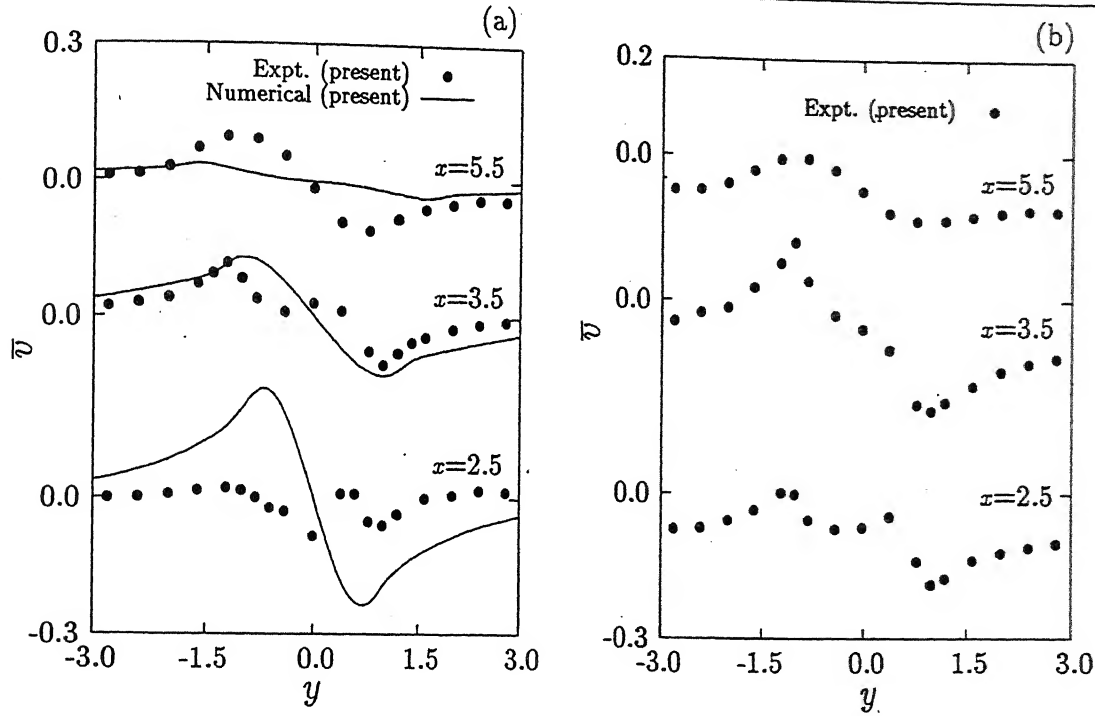 (a)
0.3
Expt. (present)
Numerical (present)
x=5.5
0.0
x=3.5
0.0
v̅
x=2.5
0.0
-0.3
-3.0 -1.5 0.0 1.5 3.0
y
(b)
0.2
Expt. (present)
0.0
x=5.5
0.0
x=3.5
v̅
0.0
x=2.5
-0.3
-3.0 -1.5 0.0 1.5 3.0
y